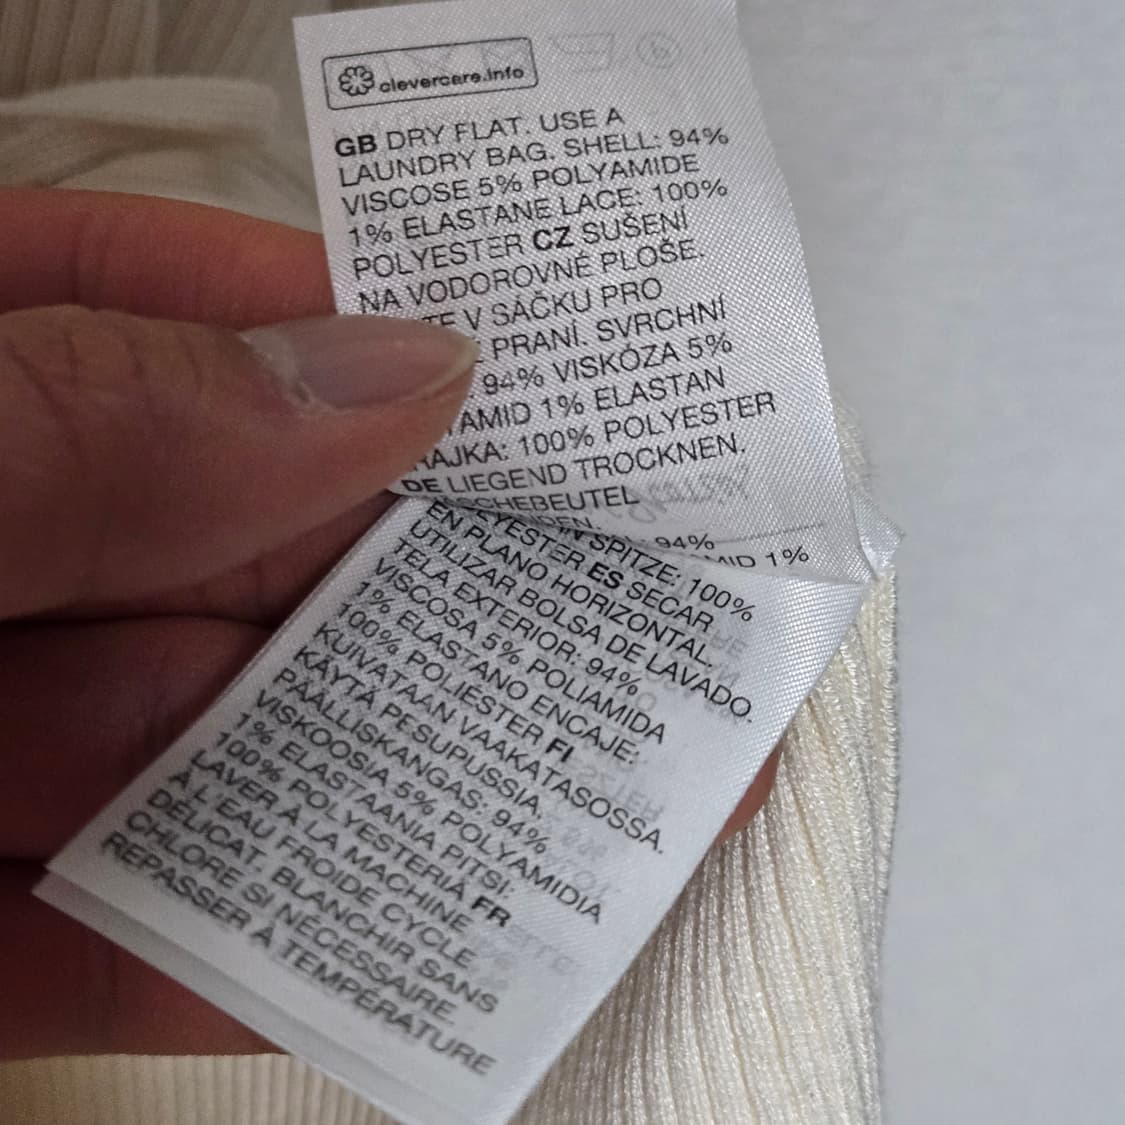 clevercare.info
GB DRY FLAT. USE A
LAUNDRY BAG. SHELL: 94%
VISCOSE 5% POLYAMIDE
1% ELASTANE LACE: 100%
POLYESTER CZ SUŠENÍ
NA VODOROVNÉ PLOŠE.
V SÁČKU PRO
PRANÍ. SVRCHNÍ
94% VISKÓZA 5%
1% ELASTAN
100% POLYESTER
DE LIEGEND TROCKNEN.
94%
1%
SPITZE: 100%
ES SECAR
EN PLANO HORIZONTAL.
UTILIZAR BOLSA DE LAVADO.
TELA EXTERIOR: 94%
VISCOSA 5% POLIAMIDA
1% ELASTANO ENCAJE:
100% POLIÉSTER FI
KUIVATAAN VAAKATASOSSA.
KÄYTÄ PESUPUSSIA.
PÄÄLLISKANGAS: 94%
VISKOOSIA 5% POLYAMIDIA
1% ELASTAANIA PITSI:
100% POLYESTERIÄ FR
LAVER À LA MACHINE
À L'EAU FROIDE CYCLE
DÉLICAT. BLANCHIR SANS
CHLORE SI NÉCESSAIRE.
REPASSER À TEMPÉRATURE